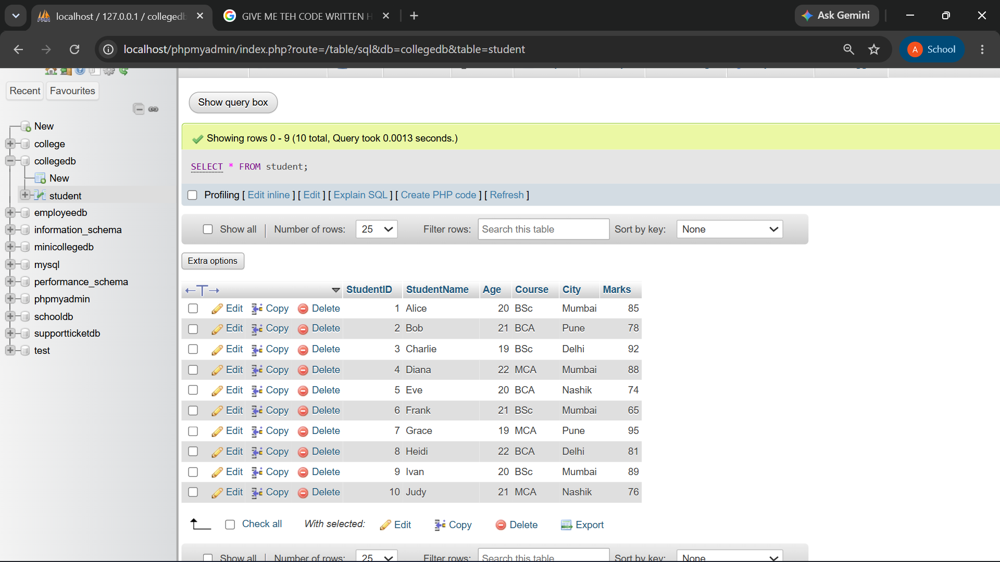 localhost / 127.0.0.1 / collegedb
GIVE ME TEH CODE WRITTEN H
Ask Gemini
localhost/phpmyadmin/index.php?route=/table/sql&db=collegedb&table=student
A School
Recent Favourites
New
college
collegedb
New
student
employeedb
information_schema
minicollegedb
mysql
performance_schema
phpmyadmin
schooldb
supportticketdb
test
Show query box
Showing rows 0 - 9 (10 total, Query took 0.0013 seconds.)
SELECT * FROM student;
Profiling [ Edit inline ] [ Edit ] [ Explain SQL ] [ Create PHP code ] [ Refresh ]
Show all | Number of rows: 25 Filter rows: Search this table Sort by key: None
Extra options
StudentID StudentName Age Course City Marks
Edit Copy Delete 1 Alice 20 BSc Mumbai 85
Edit Copy Delete 2 Bob 21 BCA Pune 78
Edit Copy Delete 3 Charlie 19 BSc Delhi 92
Edit Copy Delete 4 Diana 22 MCA Mumbai 88
Edit Copy Delete 5 Eve 20 BCA Nashik 74
Edit Copy Delete 6 Frank 21 BSc Mumbai 65
Edit Copy Delete 7 Grace 19 MCA Pune 95
Edit Copy Delete 8 Heidi 22 BCA Delhi 81
Edit Copy Delete 9 Ivan 20 BSc Mumbai 89
Edit Copy Delete 10 Judy 21 MCA Nashik 76
Check all With selected: Edit Copy Delete Export
Show all | Number of rows: 25 Filter rows: Search this table Sort by key: None